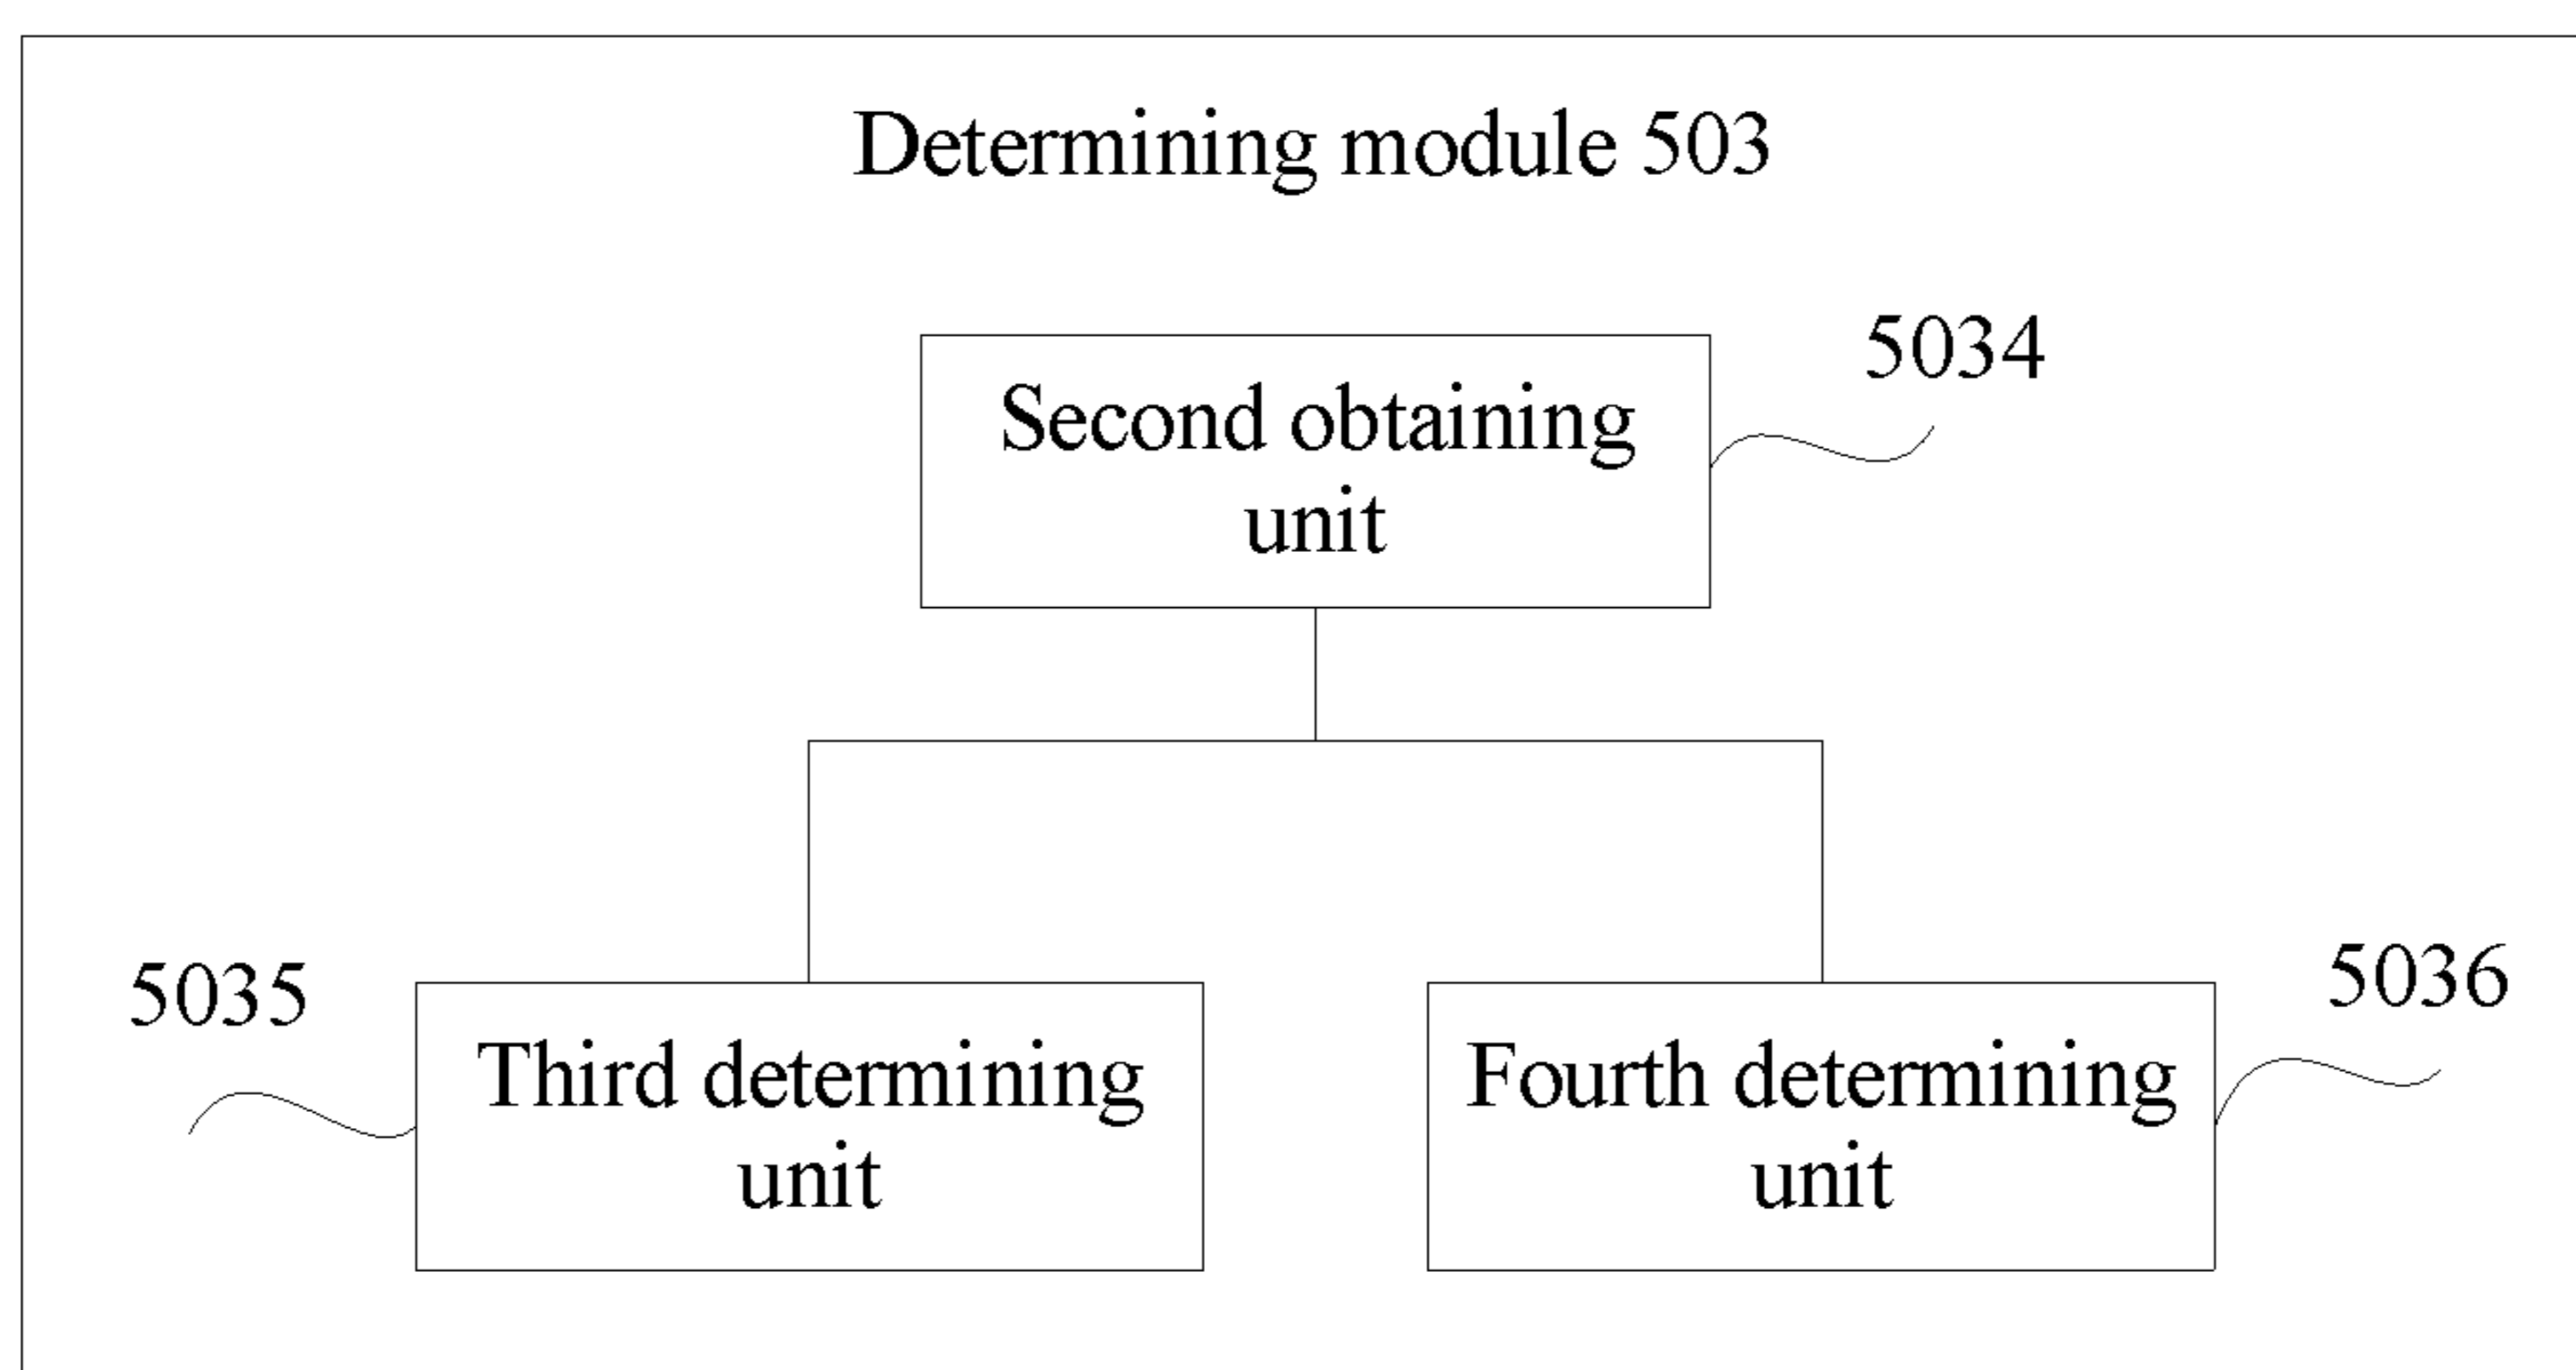 Determining module 503
5034
Second obtaining
unit
5035
5036
Third determining
unit
Fourth determining
unit